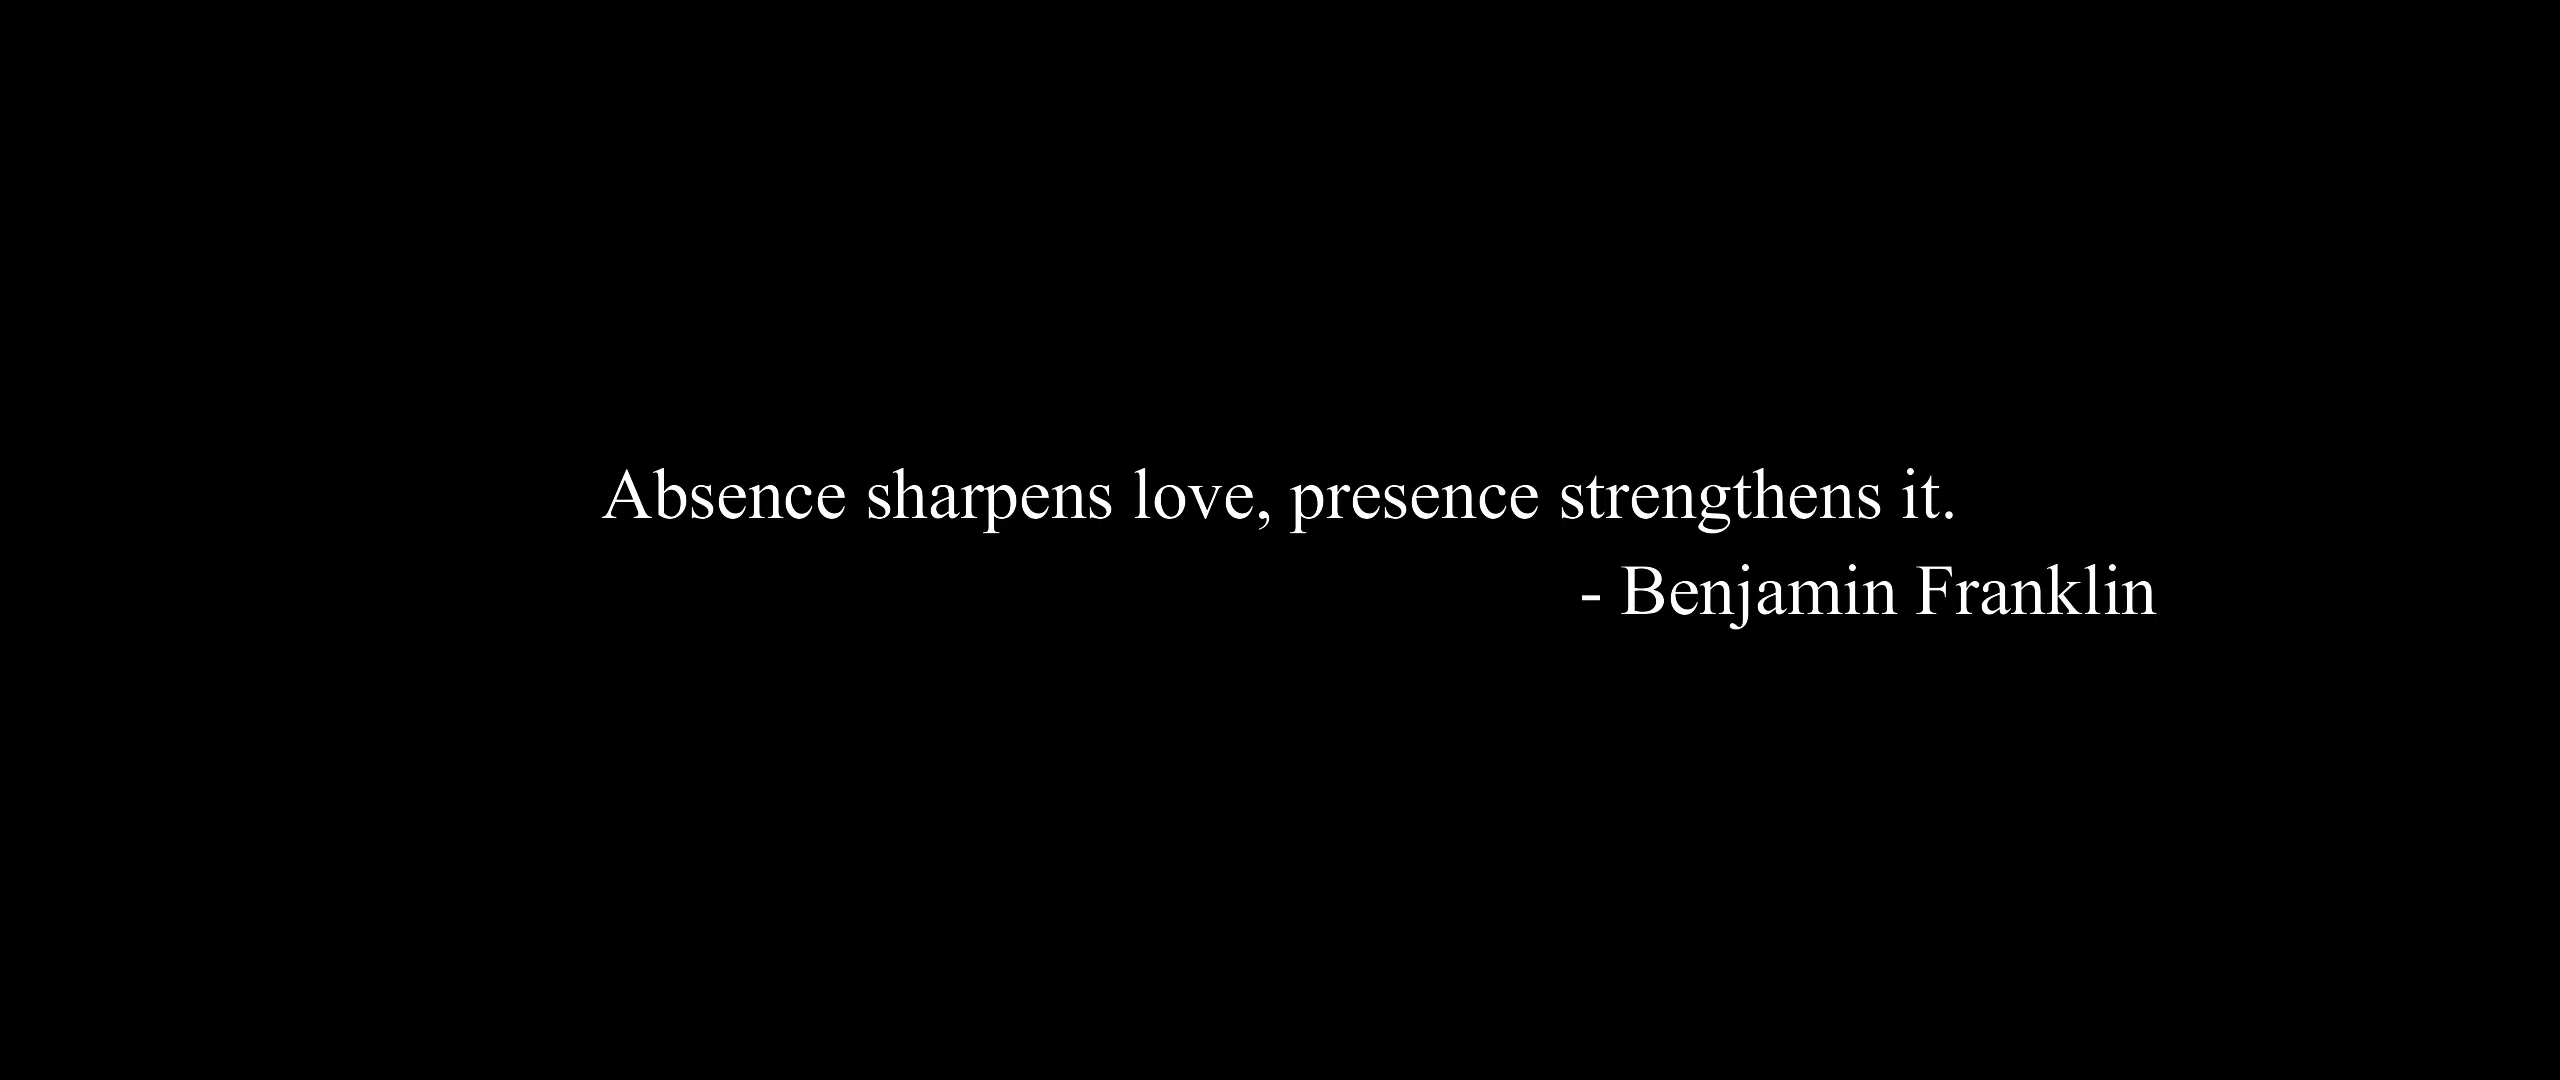 Absence sharpens love, presence strengthens it.
- Benjamin Franklin